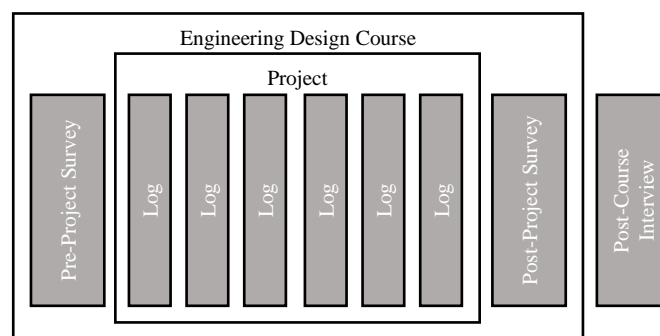 Engineering Design Course
Project
Pre-Project Survey
Log
Log
Log
Log
Log
Log
Post-Project Survey
Post-Course
Interview